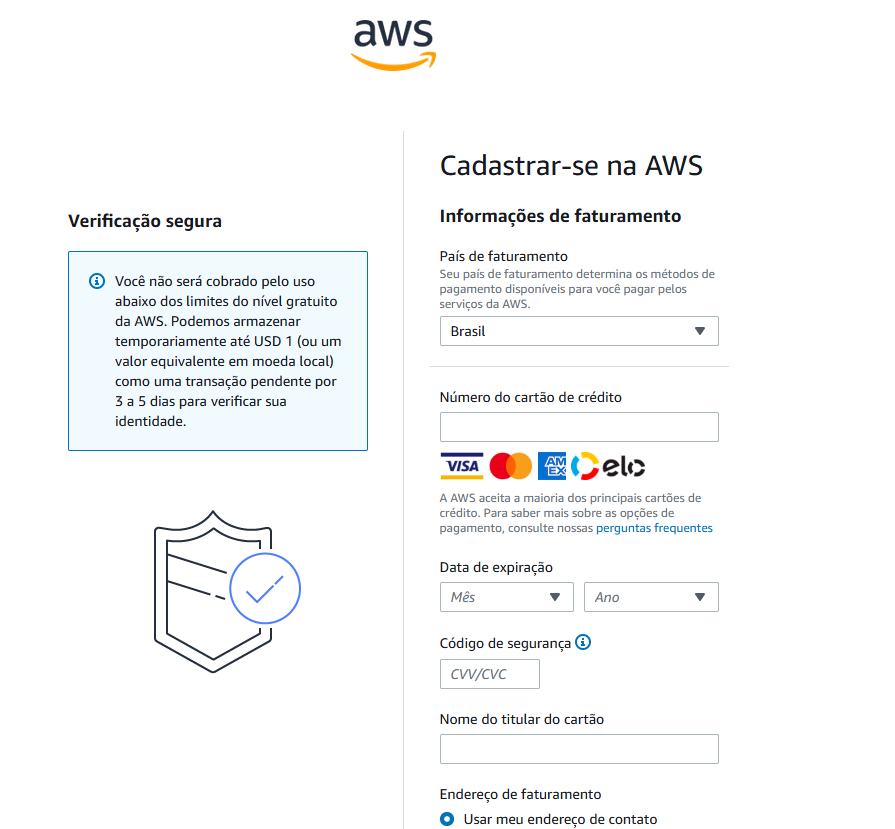 aws
Verificação segura
Você não será cobrado pelo uso
abaixo dos limites do nível gratuito
da AWS. Podemos armazenar
temporariamente até USD 1 (ou um
valor equivalente em moeda local)
como uma transação pendente por
3 a 5 dias para verificar sua
identidade.
Cadastrar-se na AWS
Informações de faturamento
País de faturamento
Seu país de faturamento determina os métodos de
pagamento disponíveis para você pagar pelos
serviços da AWS.
Brasil
Número do cartão de crédito
VISA AM EX elo
A AWS aceita a maioria dos principais cartões de
crédito. Para saber mais sobre as opções de
pagamento, consulte nossas perguntas frequentes
Data de expiração
Mês Ano
Código de segurança
CVV/CVC
Nome do titular do cartão
Endereço de faturamento
Usar meu endereço de contato